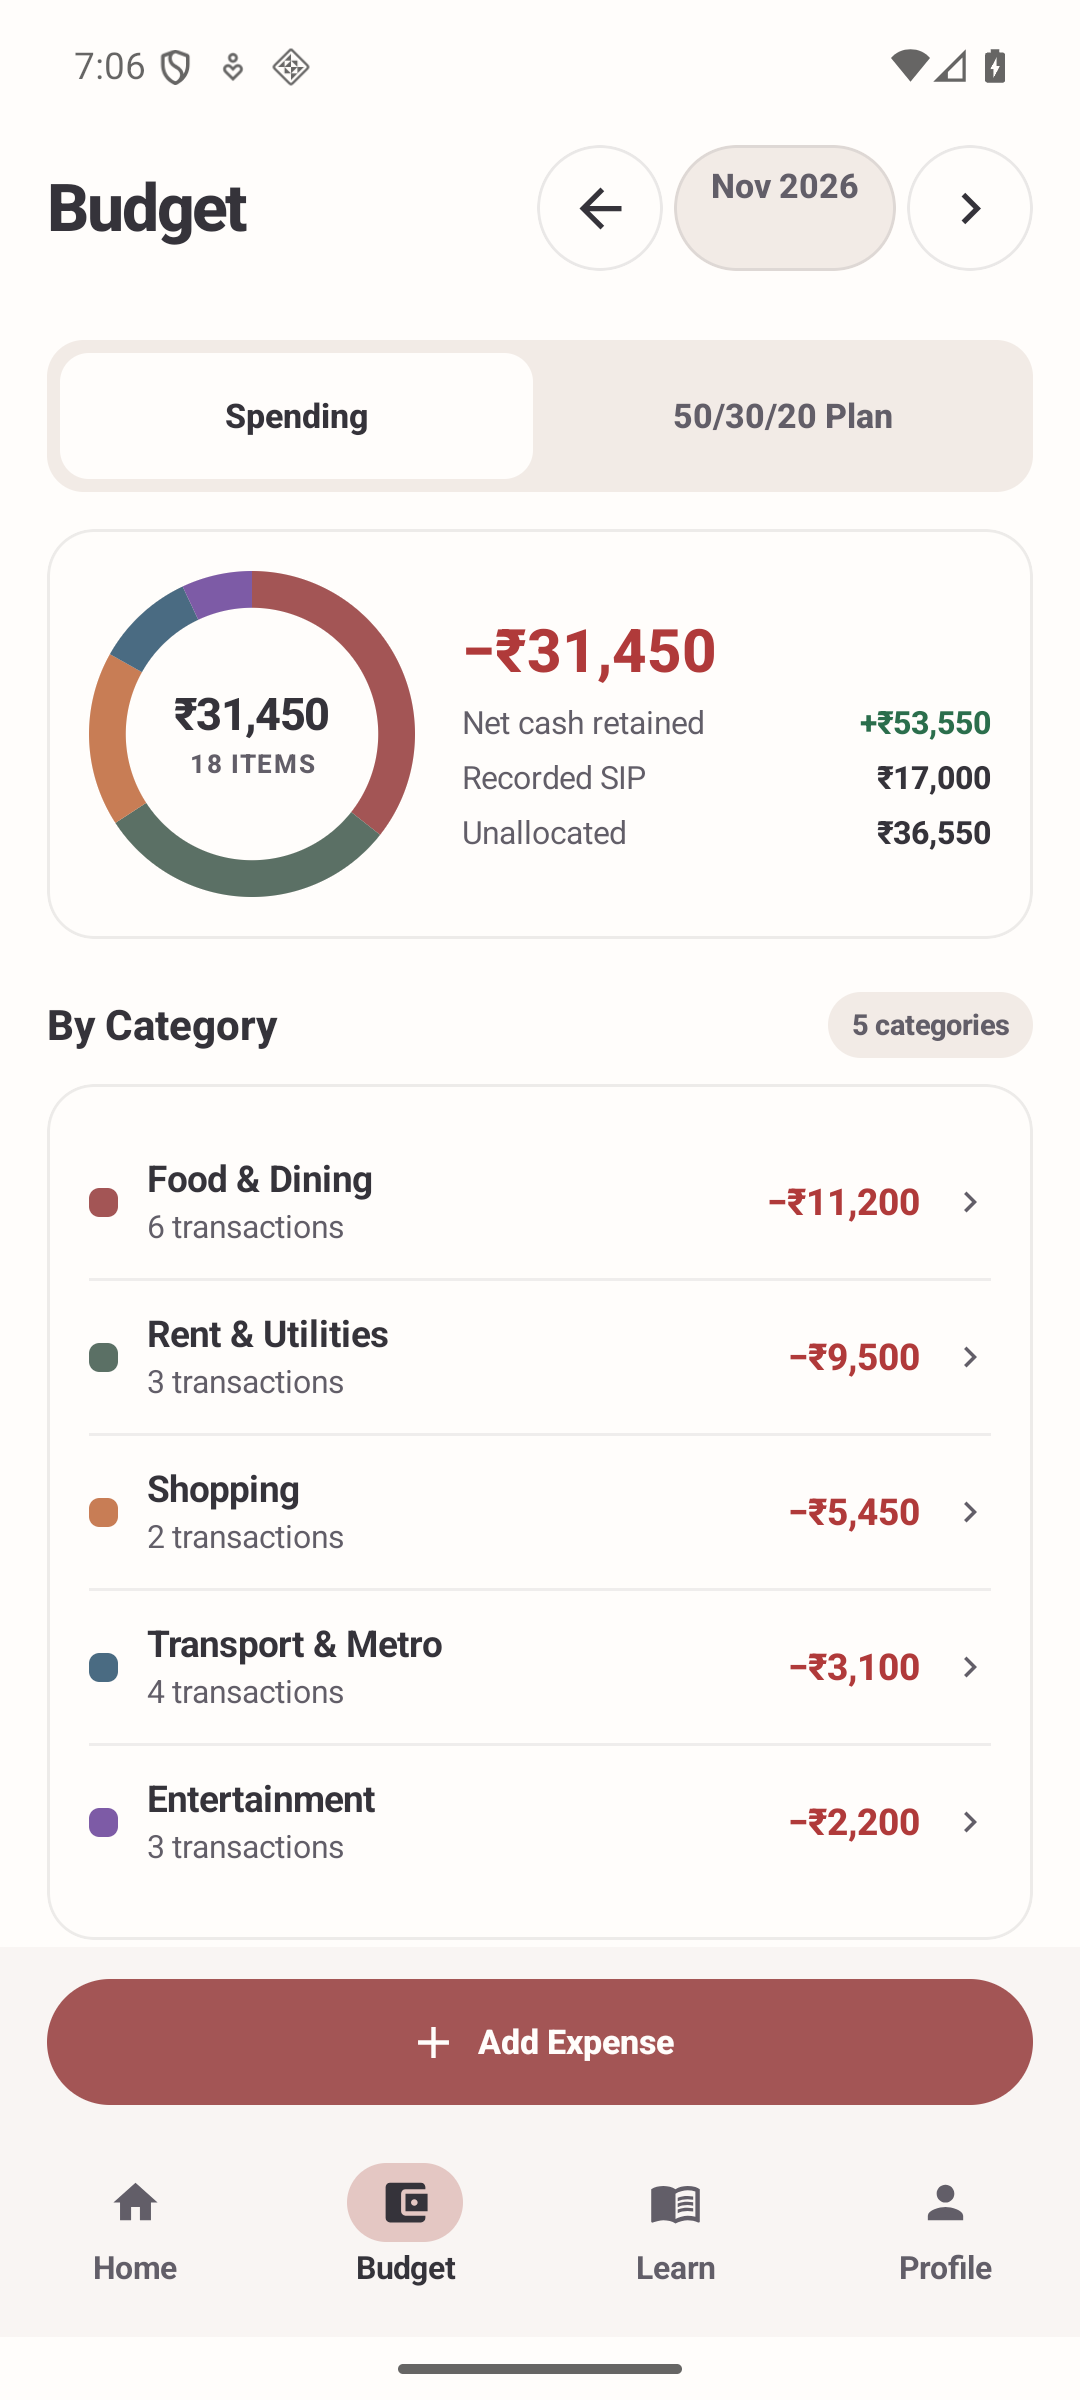 7:06
Budget
Nov 2026
Spending
50/30/20 Plan
₹31,450
18 ITEMS
−₹31,450
Net cash retained +₹53,550
Recorded SIP ₹17,000
Unallocated ₹36,550
By Category
5 categories
Food & Dining
6 transactions
−₹11,200
Rent & Utilities
3 transactions
−₹9,500
Shopping
2 transactions
−₹5,450
Transport & Metro
4 transactions
−₹3,100
Entertainment
3 transactions
−₹2,200
Add Expense
Home
Budget
Learn
Profile